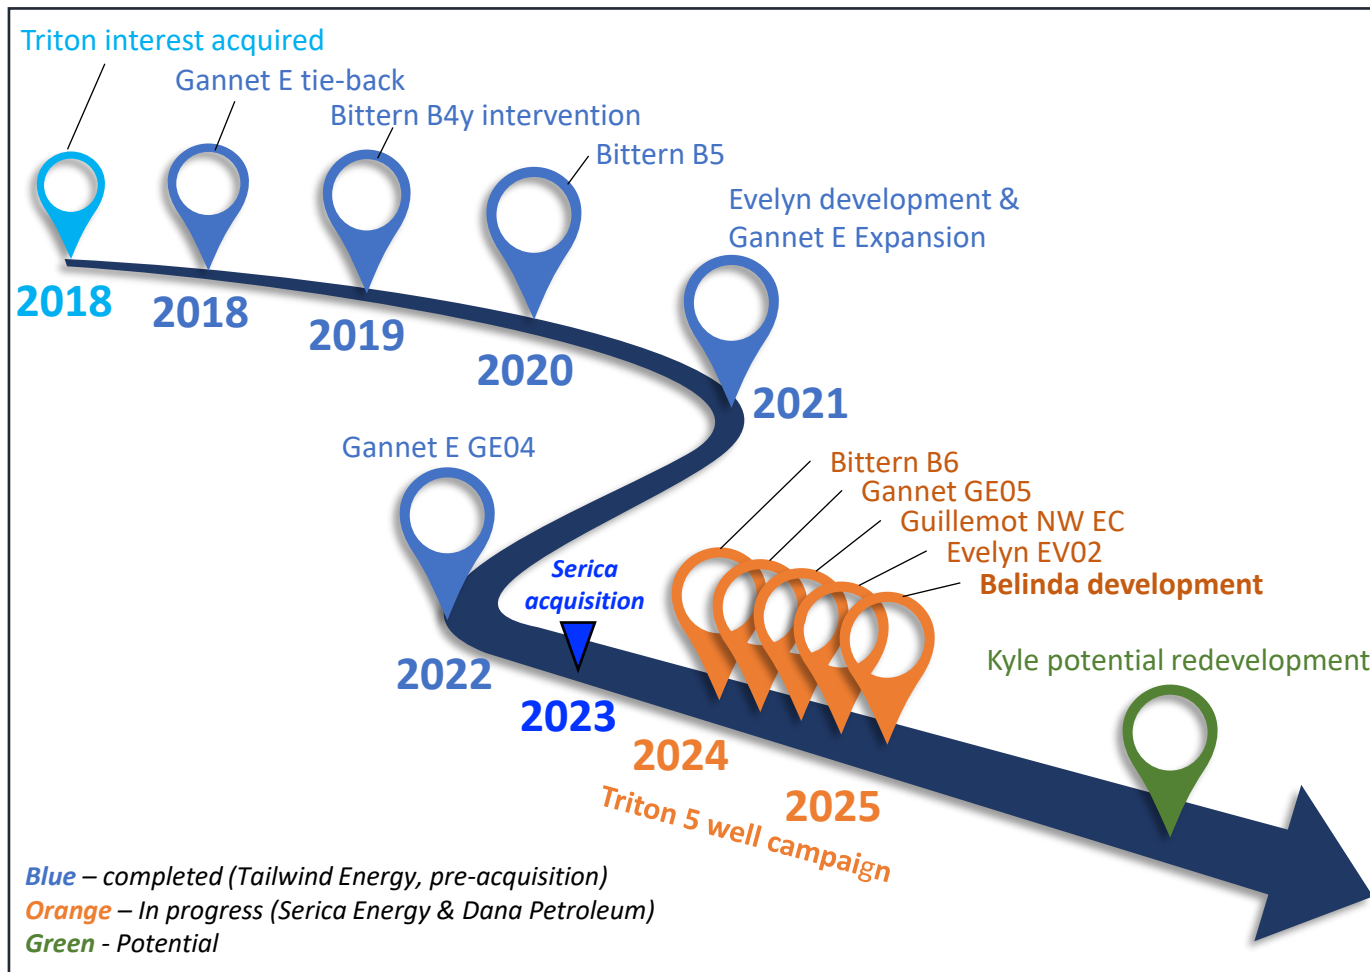 Triton interest acquired
Gannet E tie-back
Bittern B4y intervention
Bittern B5
Evelyn development &
Gannet E Expansion
2018
2018
2019
2020
2021
Gannet E GE04
Bittern B6
Gannet GE05
Guillemot NW EC
Evelyn EV02
Belinda development
Serica
acquisition
Kyle potential redevelopment
2022
2023
2024
2025
Triton 5 well campaign
Blue – completed (Tailwind Energy, pre-acquisition)
Orange – In progress (Serica Energy & Dana Petroleum)
Green - Potential